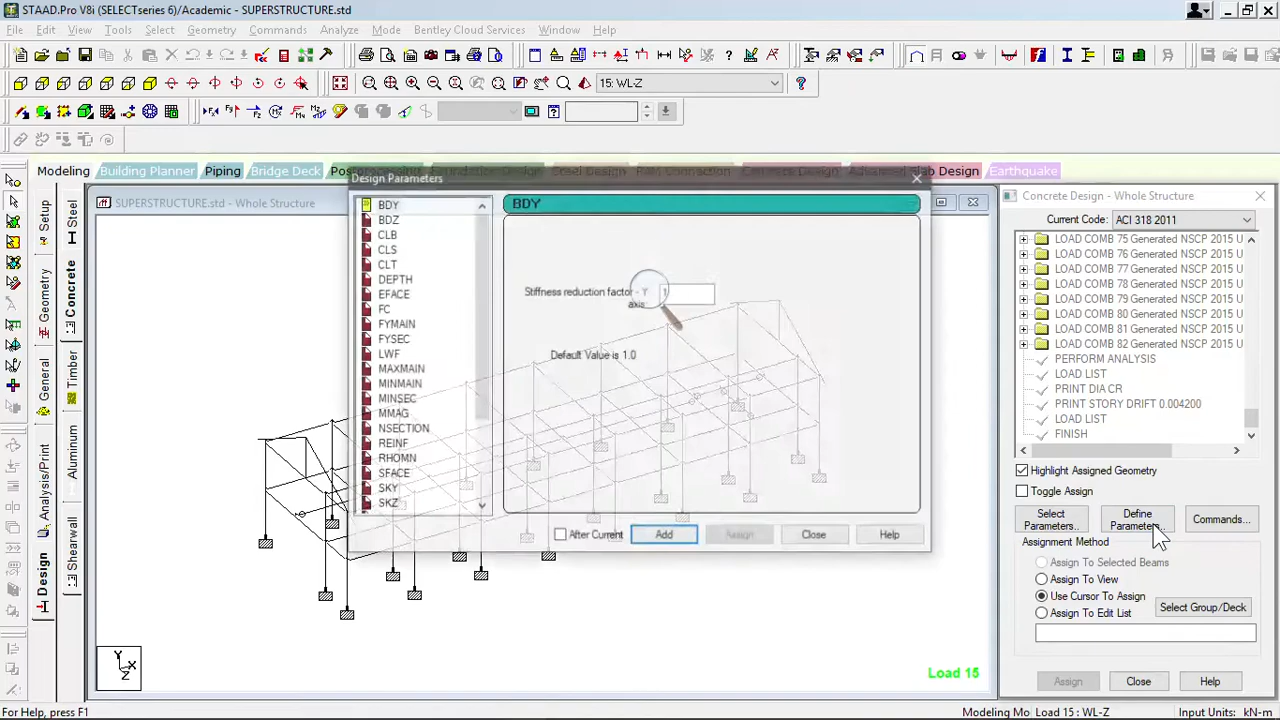 STAAD.Pro V8i (SELECTseries 6)/Academic - SUPERSTRUCTURE.std
File Edit View Tools Select Geometry Commands Analyze Mode Bentley Cloud Services Window Help
15: WL-Z
Modeling Building Planner Piping Bridge Deck Design Advanced Slab Design Earthquake
SUPERSTRUCTURE.std - Whole Structure
Setup
Geometry
General
Analysis/Print
Design
Steel
Concrete
Timber
Aluminum
Shearwall
Design Parameters
BDY
BDZ
CLB
CLS
CLT
DEPTH
EFACE
FC
FYMAIN
FYSEC
LWF
MAXMAIN
MINMAIN
MINSEC
MMAG
NSECTION
REINF
RHOMN
SFACE
SKY
SKZ
BDY
Stiffness reduction factor - Y
axis:
Default Value is 1.0
After Current Add Assign Close Help
Concrete Design - Whole Structure
Current Code: ACI 318 2011
LOAD COMB 75 Generated NSCP 2015 U
LOAD COMB 76 Generated NSCP 2015 U
LOAD COMB 77 Generated NSCP 2015 U
LOAD COMB 78 Generated NSCP 2015 U
LOAD COMB 79 Generated NSCP 2015 U
LOAD COMB 80 Generated NSCP 2015 U
LOAD COMB 81 Generated NSCP 2015 U
LOAD COMB 82 Generated NSCP 2015 U
PERFORM ANALYSIS
LOAD LIST
PRINT DIA CR
PRINT STORY DRIFT 0.004200
LOAD LIST
FINISH
Highlight Assigned Geometry
Toggle Assign
Select
Parameters..
Define
Parameters..
Commands...
Assignment Method
Assign To Selected Beams
Assign To View
Use Cursor To Assign
Assign To Edit List
Select Group/Deck
Assign Close Help
Y
X
Z
Load 15
For Help, press F1
Modeling Mo Load 15 : WL-Z Input Units: kN-m